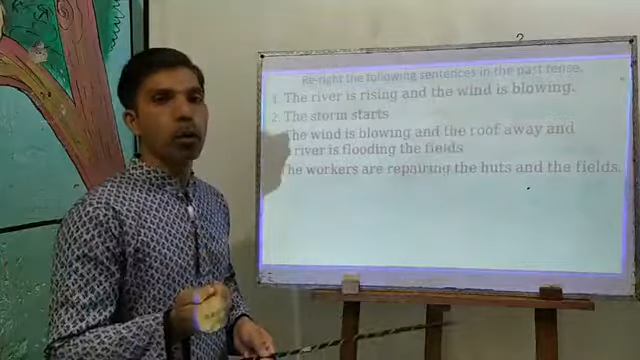 Re-right the following sentences in the past tense.
1. The river is rising and the wind is blowing.
2. The storm starts
The wind is blowing and the roof away and
river is flooding the fields
The workers are repairing the huts and the fields.